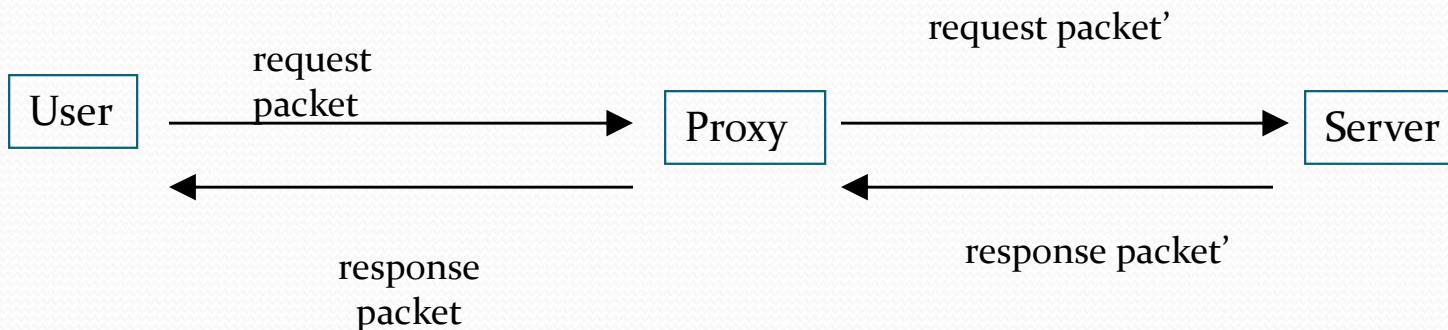 request packet’
request
packet
User
Proxy
Server
response packet’
response
packet